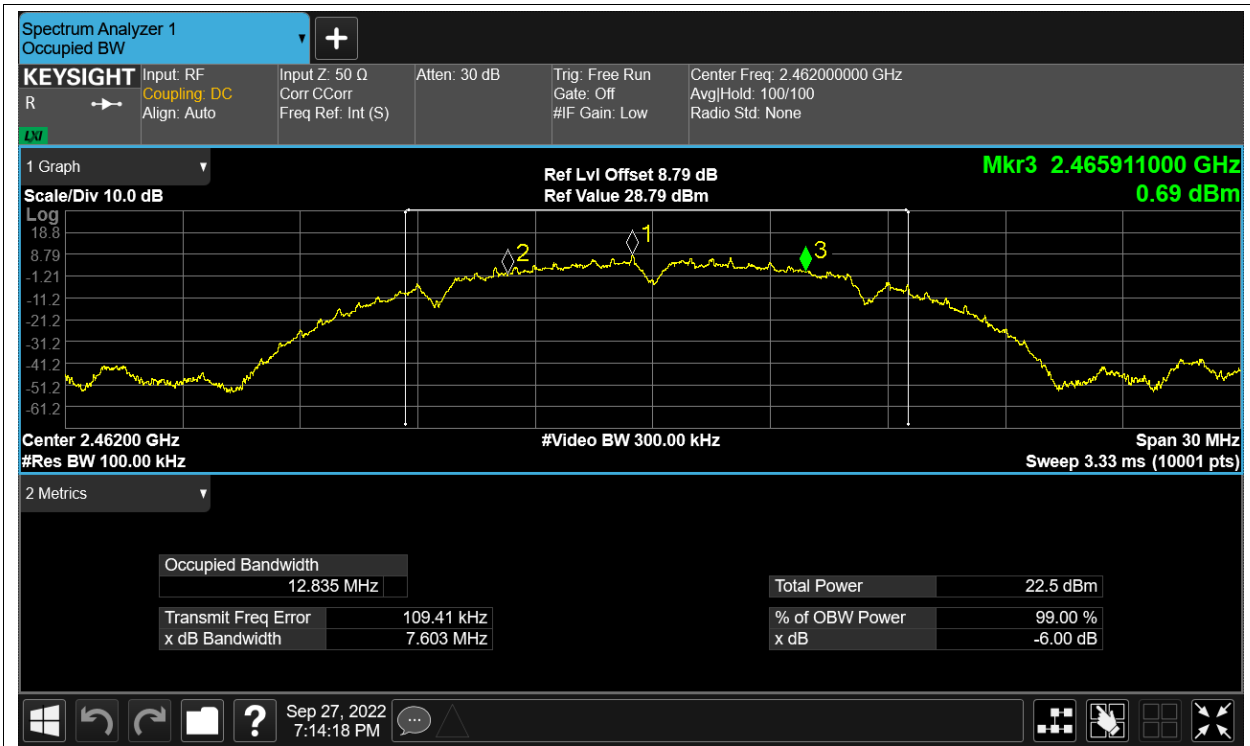 Spectrum Analyzer 1
Occupied BW
KEYSIGHT
R
LXI
Input: RF
Coupling: DC
Align: Auto
Input Z: 50 Ω
Corr CCorr
Freq Ref: Int (S)
Atten: 30 dB
Trig: Free Run
Gate: Off
#IF Gain: Low
Center Freq: 2.462000000 GHz
Avg|Hold: 100/100
Radio Std: None
1 Graph
Scale/Div 10.0 dB
Ref Lvl Offset 8.79 dB
Ref Value 28.79 dBm
Mkr3 2.465911000 GHz
0.69 dBm
Log
18.8
8.79
-1.21
-11.2
-21.2
-31.2
-41.2
-51.2
-61.2
2
1
3
Center 2.46200 GHz
#Video BW 300.00 kHz
Span 30 MHz
#Res BW 100.00 kHz
Sweep 3.33 ms (10001 pts)
2 Metrics
Occupied Bandwidth
12.835 MHz
Total Power 22.5 dBm
Transmit Freq Error 109.41 kHz
% of OBW Power 99.00 %
x dB Bandwidth 7.603 MHz
x dB -6.00 dB
?
Sep 27, 2022
7:14:18 PM